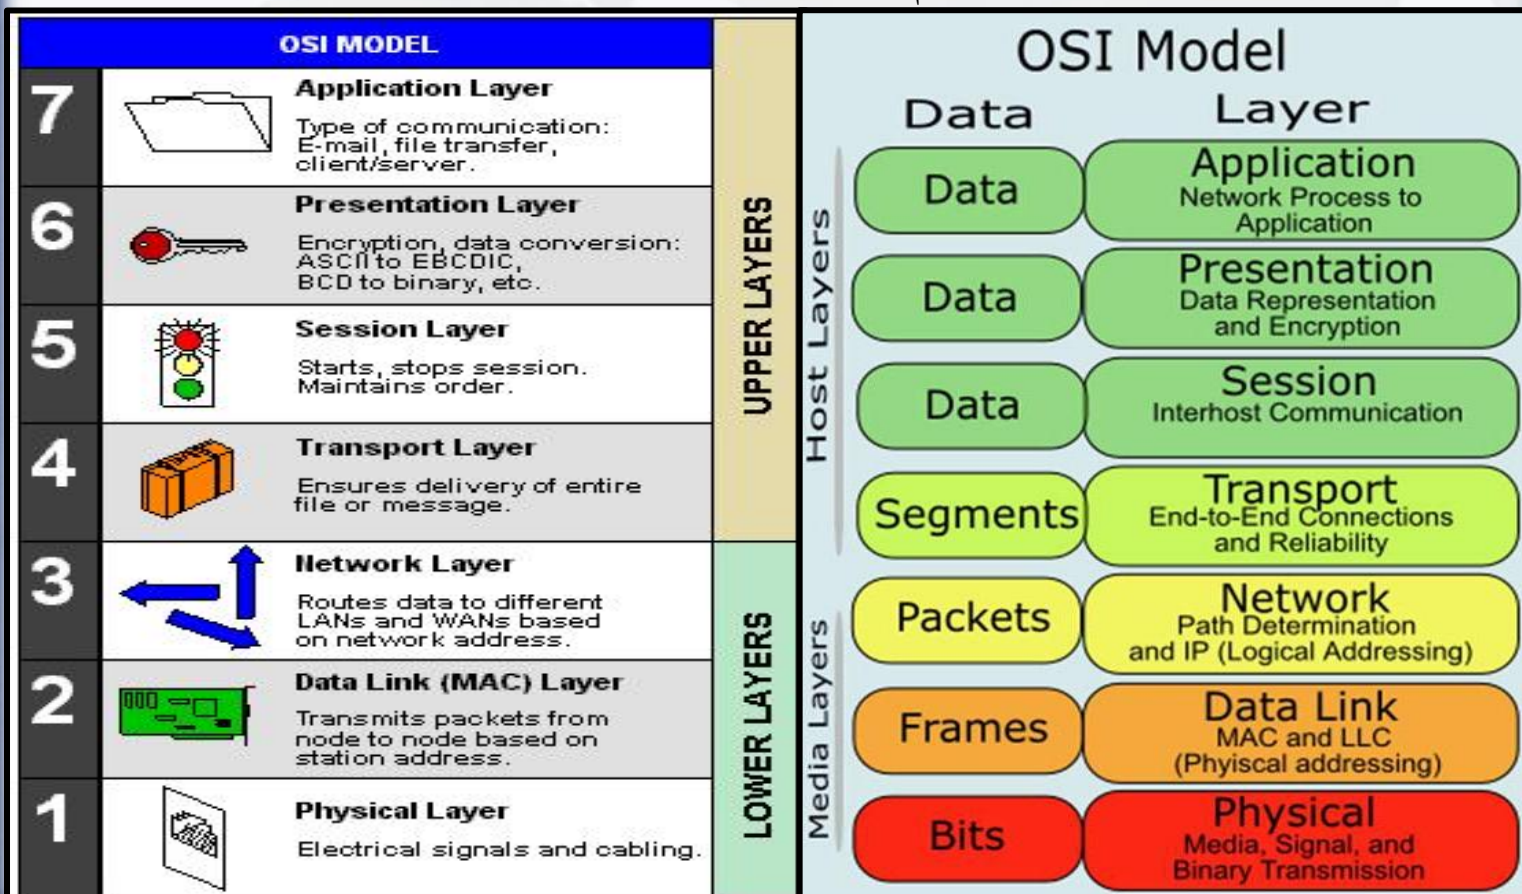 OSI MODEL
7
Application Layer
Type of communication:
E-mail, file transfer,
client/server.
6
Presentation Layer
Encryption, data conversion:
ASCII to EBCDIC,
BCD to binary, etc.
5
Session Layer
Starts, stops session.
Maintains order.
4
Transport Layer
Ensures delivery of entire
file or message.
3
Network Layer
Routes data to different
LANs and WANs based
on network address.
2
Data Link (MAC) Layer
Transmits packets from
node to node based on
station address.
1
Physical Layer
Electrical signals and cabling.
UPPER LAYERS
LOWER LAYERS
OSI Model
Data
Layer
Host Layers
Data
Application
Network Process to
Application
Data
Presentation
Data Representation
and Encryption
Data
Session
Interhost Communication
Segments
Transport
End-to-End Connections
and Reliability
Media Layers
Packets
Network
Path Determination
and IP (Logical Addressing)
Frames
Data Link
MAC and LLC
(Phyiscal addressing)
Bits
Physical
Media, Signal, and
Binary Transmission